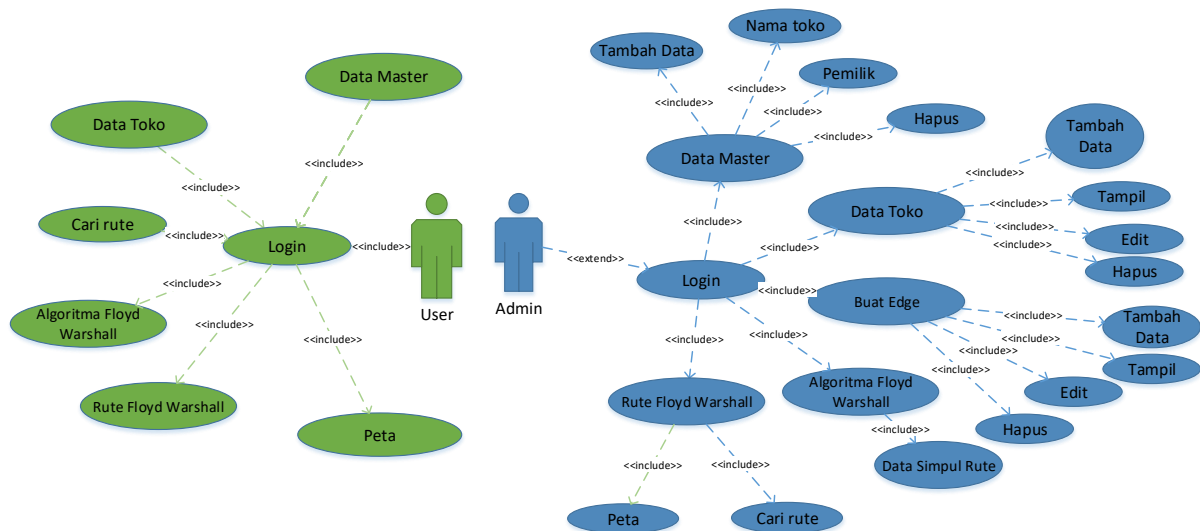 Data Master
Data Toko
<<include>>
<<include>>
Cari rute
<<include>>
Login
<<include>>
<<include>>
Algoritma Floyd
Warshall
<<include>>
<<include>>
Rute Floyd Warshall
Peta
User
Admin
<<extend>>
Nama toko
Tambah Data
Pemilik
<<include>>
<<include>>
<<include>>
Hapus
<<include>>
Data Master
Tambah
Data
<<include>>
<<include>>
Tampil
<<include>>
Data Toko
<<include>>
Edit
<<include>>
<<include>>
Hapus
Login
<<include>>
Buat Edge
<<include>>
Tambah
Data
<<include>>
Tampil
<<include>>
Edit
<<include>>
Hapus
<<include>>
<<include>>
Rute Floyd Warshall
Algoritma Floyd
Warshall
<<include>>
Data Simpul Rute
<<include>>
<<include>>
Peta
Cari rute